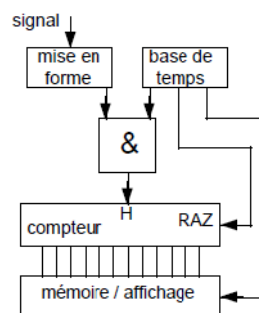 signal
mise en
forme
base de
temps
&
H
compteur
RAZ
mémoire / affichage